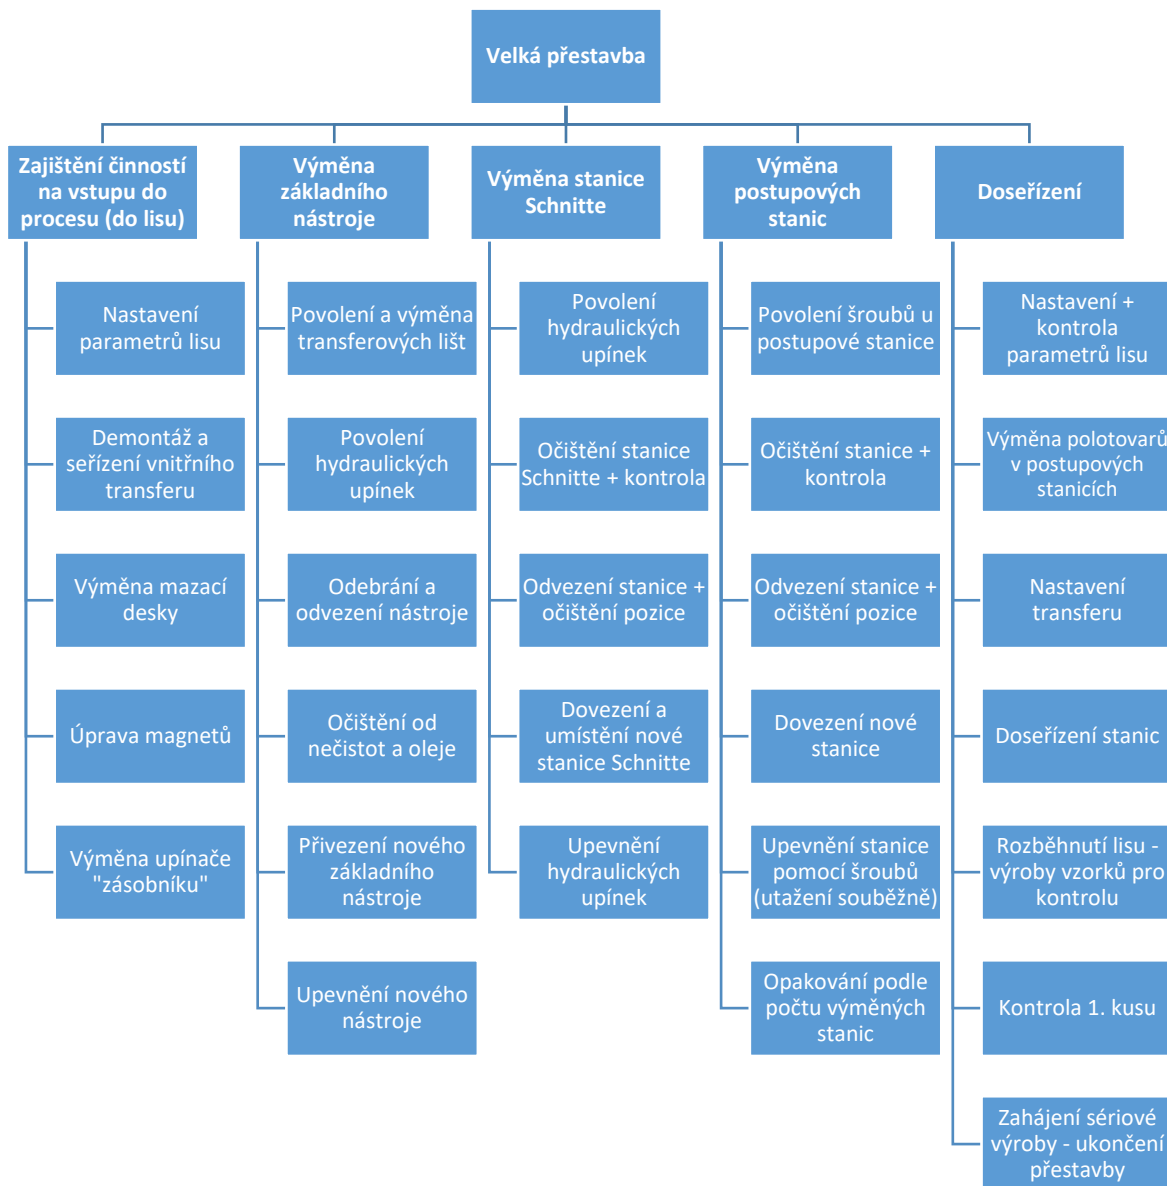 Velká přestavba
Zajištění činností
na vstupu do
procesu (do lisu)
Nastavení
parametrů lisu
Demontáž a
seřízení vnitřního
transferu
Výměna mazací
desky
Úprava magnetů
Výměna upínače
"zásobníku"
Výměna
základního
nástroje
Povolení a výměna
transferových lišt
Povolení
hydraulických
upínek
Odebrání a
odvezení nástroje
Očištění od
nečistot a oleje
Přivezení nového
základního
nástroje
Upevnění nového
nástroje
Výměna stanice
Schnitte
Povolení
hydraulických
upínek
Očištění stanice
Schnitte + kontrola
Odvezení stanice +
očištění pozice
Dovezení a
umístění nové
stanice Schnitte
Upevnění
hydraulických
upínek
Výměna
postupových
stanic
Povolení šroubů u
postupové stanice
Očištění stanice +
kontrola
Odvezení stanice +
očištění pozice
Dovezení nové
stanice
Upevnění stanice
pomocí šroubů
(utažení souběžně)
Opakování podle
počtu výměných
stanic
Doseřízení
Nastavení +
kontrola
parametrů lisu
Výměna polotovarů
v postupových
stanicích
Nastavení
transferu
Doseřízení stanic
Rozběhnutí lisu -
výroby vzorků pro
kontrolu
Kontrola 1. kusu
Zahájení sériové
výroby - ukončení
přestavby